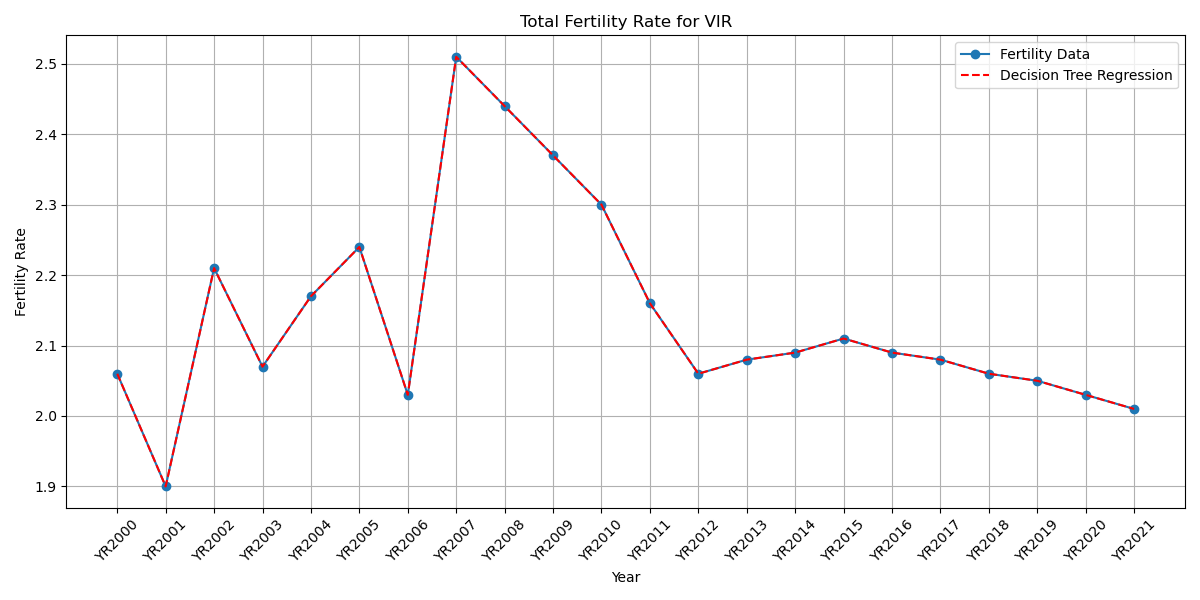 Total Fertility Rate for VIR
Fertility Data
Decision Tree Regression
Fertility Rate
2.5
2.4
2.3
2.2
2.1
2.0
1.9
YR2000
YR2001
YR2002
YR2003
YR2004
YR2005
YR2006
YR2007
YR2008
YR2009
YR2010
YR2011
YR2012
YR2013
YR2014
YR2015
YR2016
YR2017
YR2018
YR2019
YR2020
YR2021
Year